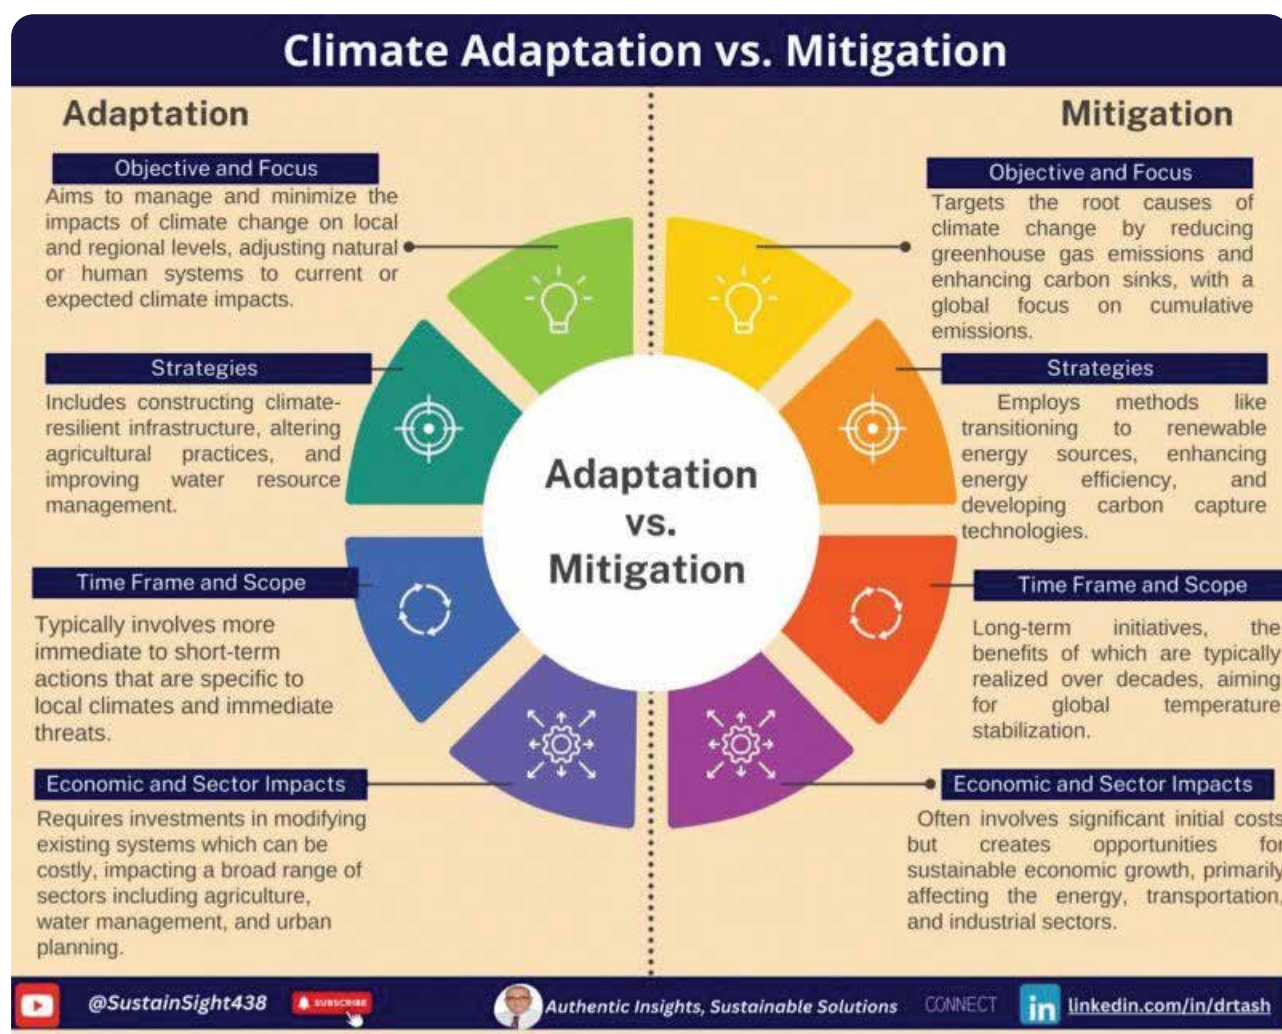 Climate Adaptation vs. Mitigation
Adaptation
Objective and Focus
Aims to manage and minimize the
impacts of climate change on local
and regional levels, adjusting natural
or human systems to current or
expected climate impacts.
Strategies
Includes constructing climate-
resilient infrastructure, altering
agricultural practices, and
improving water resource
management.
Time Frame and Scope
Typically involves more
immediate to short-term
actions that are specific to
local climates and immediate
threats.
Economic and Sector Impacts
Requires investments in modifying
existing systems which can be
costly, impacting a broad range of
sectors including agriculture,
water management, and urban
planning.
Adaptation
vs.
Mitigation
Mitigation
Objective and Focus
Targets the root causes of
climate change by reducing
greenhouse gas emissions and
enhancing carbon sinks, with a
global focus on cumulative
emissions.
Strategies
Employs methods like
transitioning to renewable
energy sources, enhancing
energy efficiency, and
developing carbon capture
technologies.
Time Frame and Scope
Long-term initiatives, the
benefits of which are typically
realized over decades, aiming
for global temperature
stabilization.
Economic and Sector Impacts
Often involves significant initial costs
but creates opportunities for
sustainable economic growth, primarily
affecting the energy, transportation,
and industrial sectors.
@SustainSight438
SUBSCRIBE
Authentic Insights, Sustainable Solutions
CONNECT
in
linkedin.com/in/drtash